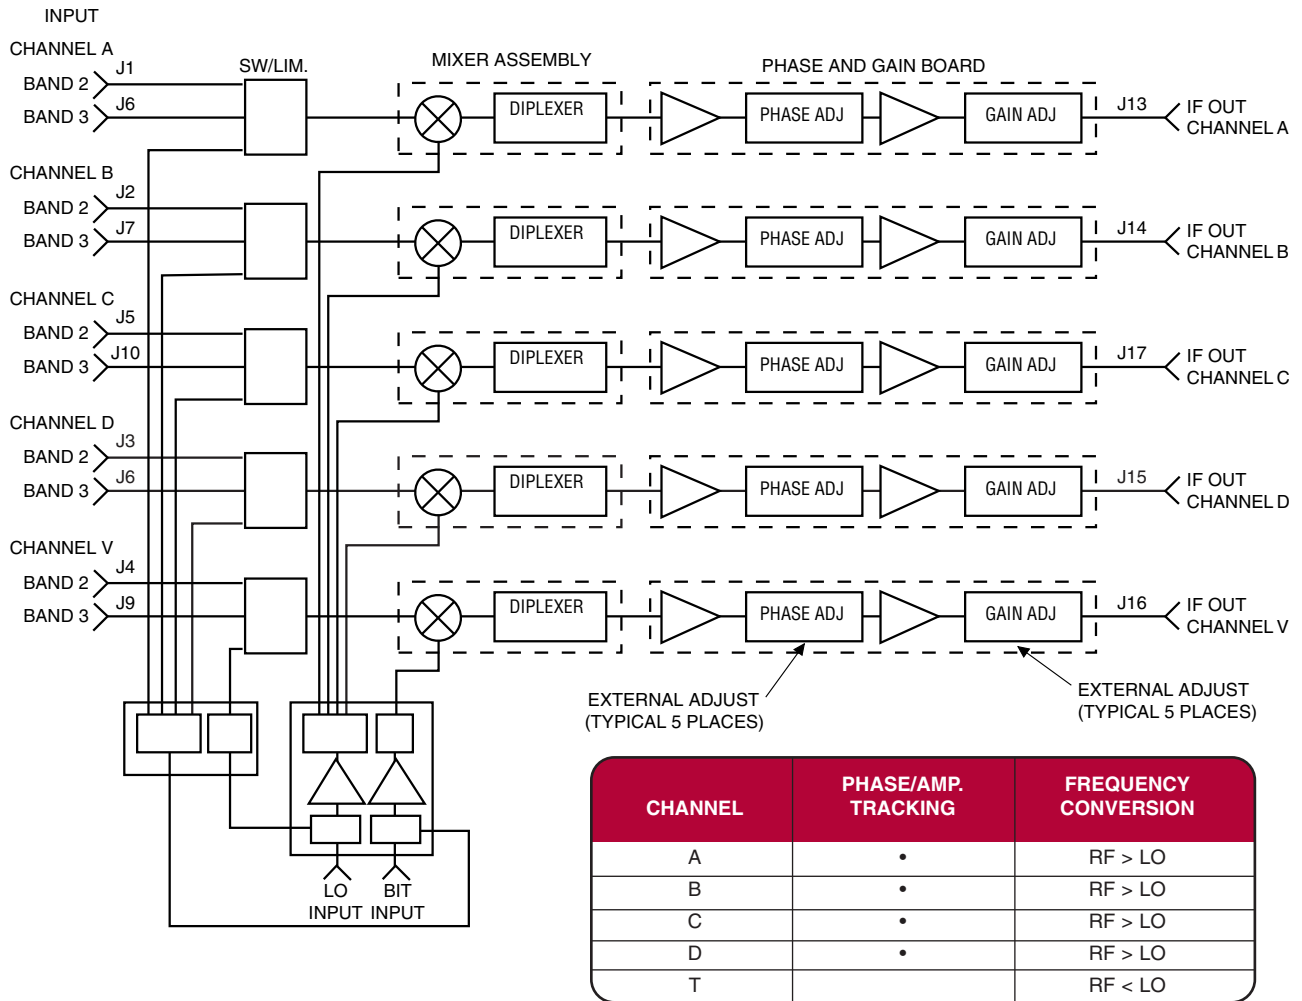 INPUT
CHANNEL A
J1
BAND 2
J6
BAND 3
SW/LIM.
MIXER ASSEMBLY
PHASE AND GAIN BOARD
DIPLEXER
PHASE ADJ
GAIN ADJ
J13
IF OUT
CHANNEL A
CHANNEL B
J2
BAND 2
J7
BAND 3
DIPLEXER
PHASE ADJ
GAIN ADJ
J14
IF OUT
CHANNEL B
CHANNEL C
J5
BAND 2
J10
BAND 3
DIPLEXER
PHASE ADJ
GAIN ADJ
J17
IF OUT
CHANNEL C
CHANNEL D
J3
BAND 2
J6
BAND 3
DIPLEXER
PHASE ADJ
GAIN ADJ
J15
IF OUT
CHANNEL D
CHANNEL V
J4
BAND 2
J9
BAND 3
DIPLEXER
PHASE ADJ
GAIN ADJ
J16
IF OUT
CHANNEL V
EXTERNAL ADJUST
(TYPICAL 5 PLACES)
EXTERNAL ADJUST
(TYPICAL 5 PLACES)
LO
INPUT
BIT
INPUT
CHANNEL
PHASE/AMP.
TRACKING
FREQUENCY
CONVERSION
A • RF > LO
B • RF > LO
C • RF > LO
D • RF > LO
T RF < LO